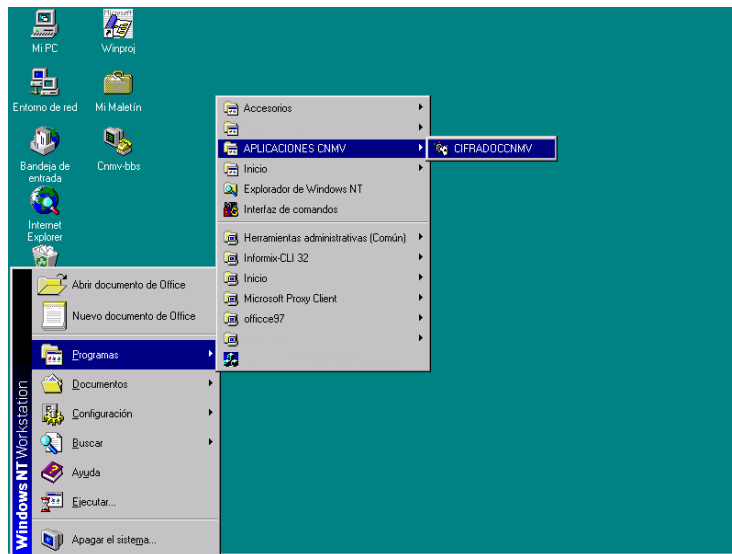 Microsoft
Mi PC
Winproj
Entorno de red
Mi Maletín
Bandeja de
entrada
Cnmv-bbs
Internet
Explorer
Accesorios
APLICACIONES CNMV
CIFRADOCCNMV
Inicio
Explorador de Windows NT
Interfaz de comandos
Herramientas administrativas (Común)
Informix-CLI 32
Inicio
Microsoft Proxy Client
officce97
Abrir documento de Office
Nuevo documento de Office
Programas
Documentos
Configuración
Buscar
Ayuda
Ejecutar...
Apagar el sistema...
Windows NT Workstation